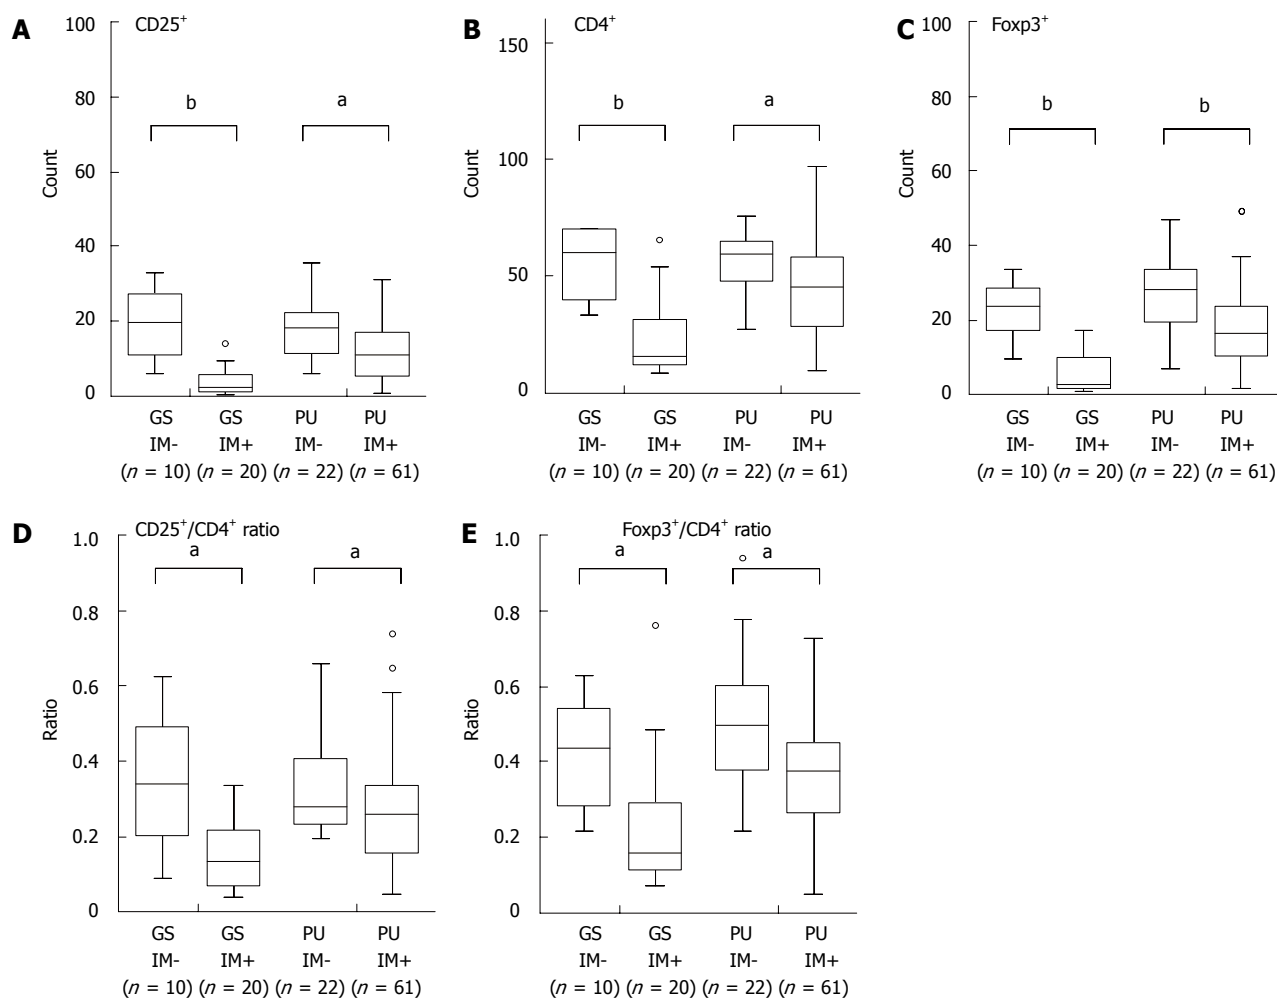 A CD25⁺
100
80
60
40
20
0
Count
b a
GS GS PU PU
IM- IM+ IM- IM+
(n = 10) (n = 20) (n = 22) (n = 61)
B CD4⁺
150
100
50
0
Count
b a
GS GS PU PU
IM- IM+ IM- IM+
(n = 10) (n = 20) (n = 22) (n = 61)
C Foxp3⁺
100
80
60
40
20
0
Count
b b
GS GS PU PU
IM- IM+ IM- IM+
(n = 10) (n = 20) (n = 22) (n = 61)
D CD25⁺/CD4⁺ ratio
1.0
0.8
0.6
0.4
0.2
0
Ratio
a a
GS GS PU PU
IM- IM+ IM- IM+
(n = 10) (n = 20) (n = 22) (n = 61)
E Foxp3⁺/CD4⁺ ratio
1.0
0.8
0.6
0.4
0.2
0
Ratio
a a
GS GS PU PU
IM- IM+ IM- IM+
(n = 10) (n = 20) (n = 22) (n = 61)